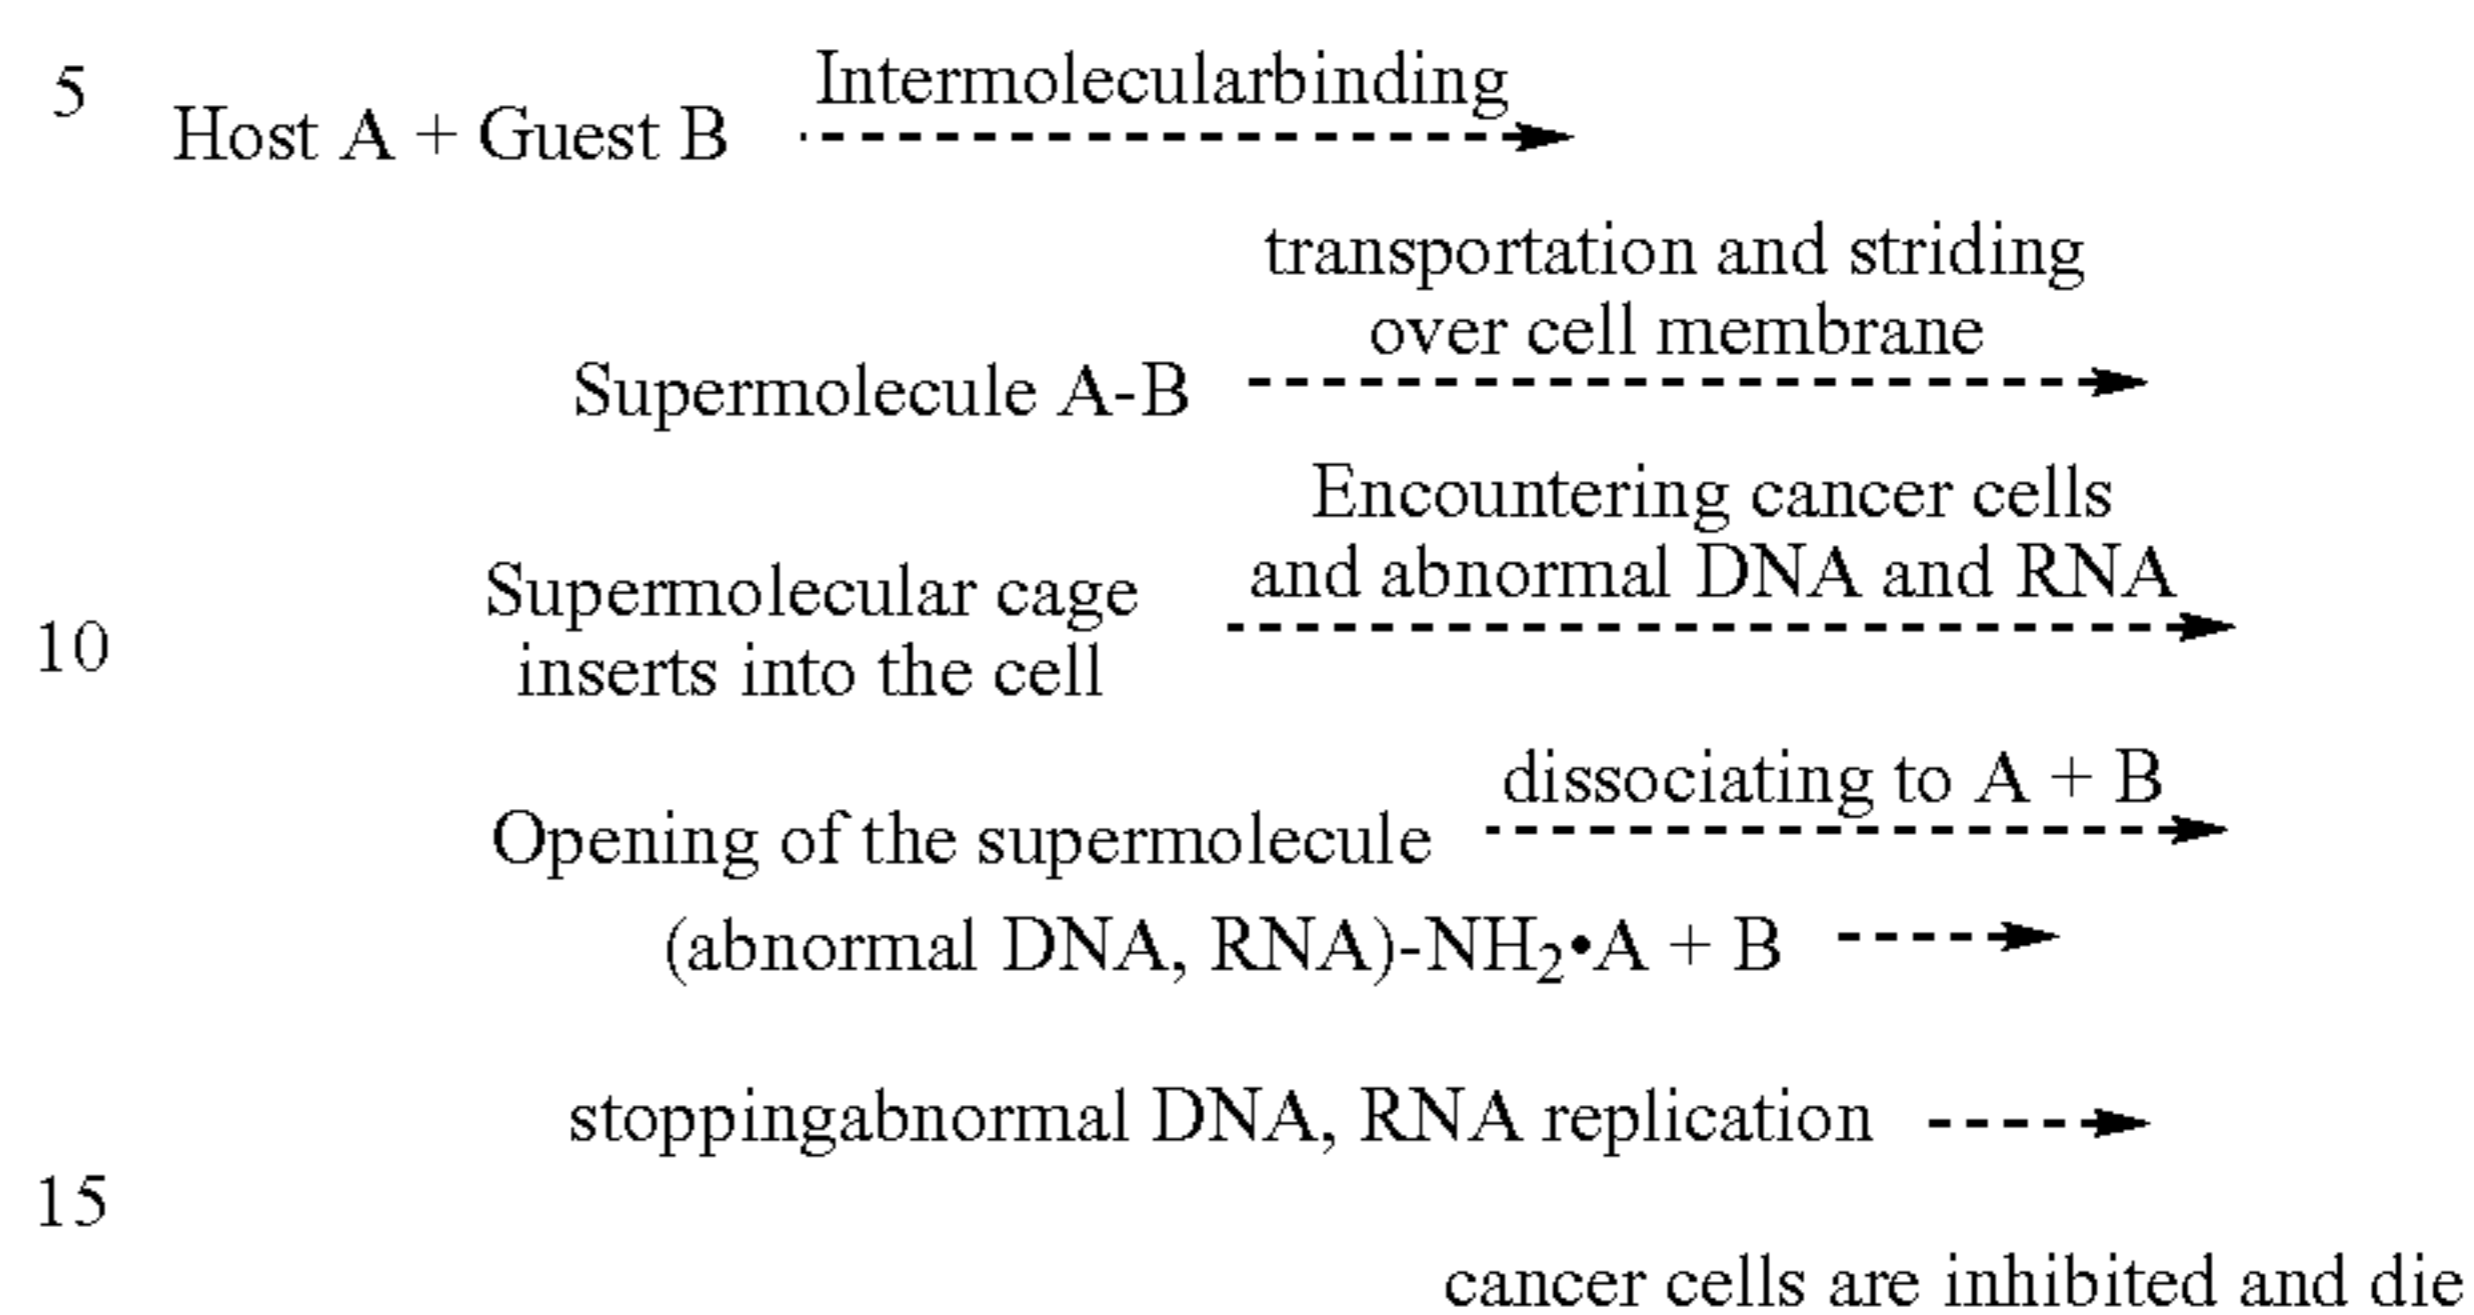 5
Intermolecularbinding
Host A + Guest B
transportation and striding
over cell membrane
Supermolecule A-B
Encountering cancer cells
and abnormal DNA and RNA
Supermolecular cage
10
inserts into the cell
dissociating to A + B
Opening of the supermolecule
(abnormal DNA, RNA)-NH₂•A + B
stoppingabnormal DNA, RNA replication
15
cancer cells are inhibited and die